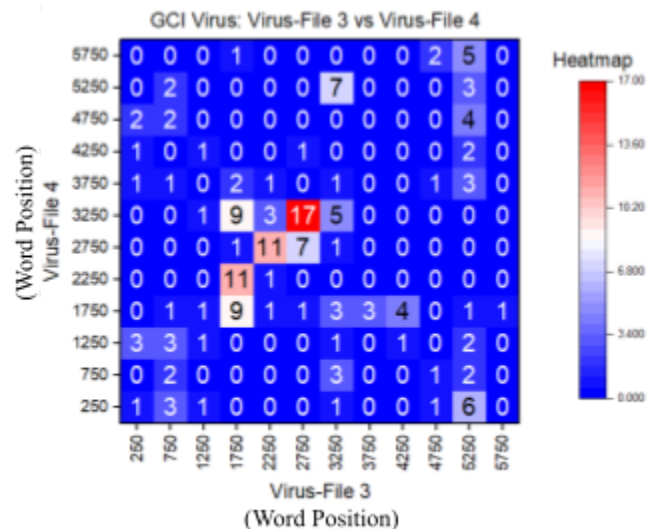 GCI Virus: Virus-File 3 vs Virus-File 4
Heatmap
5750 0 0 0 1 0 0 0 0 0 2 5 0
5250 0 2 0 0 0 0 7 0 0 0 3 0
4750 2 2 0 0 0 0 0 0 0 0 4 0
4250 1 0 1 0 0 1 0 0 0 0 2 0
3750 1 1 0 2 1 0 1 0 0 1 3 0
3250 0 0 1 9 3 17 5 0 0 0 0 0
2750 0 0 0 1 11 7 1 0 0 0 0 0
2250 0 0 0 11 1 0 0 0 0 0 0 0
1750 0 1 1 9 1 1 3 3 4 0 1 1
1250 3 3 1 0 0 0 1 0 1 0 2 0
750 0 2 0 0 0 0 3 0 0 1 2 0
250 1 3 1 0 0 0 1 0 0 1 6 0
250 750 1250 1750 2250 2750 3250 3750 4250 4750 5250 5750
Virus-File 3
(Word Position)
Virus-File 4
(Word Position)
17.00
13.60
10.20
6.800
3.400
0.000